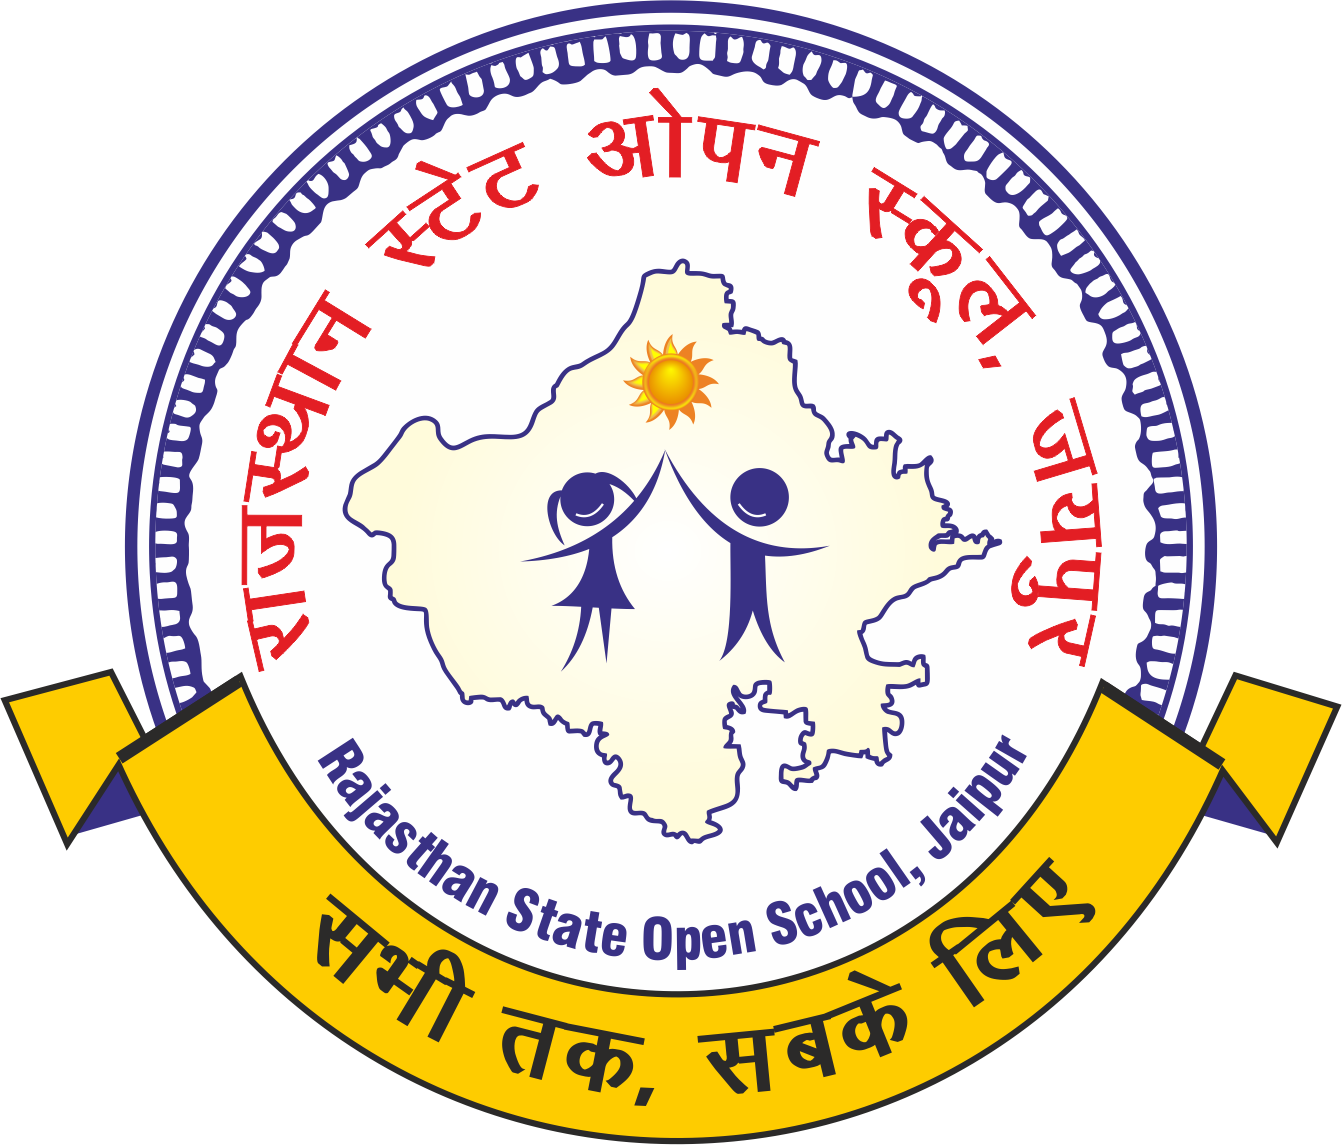 राजस्थान स्टेट ओपन स्कूल, जयपुर
Rajasthan State Open School, Jaipur
सभी तक, सबके लिए